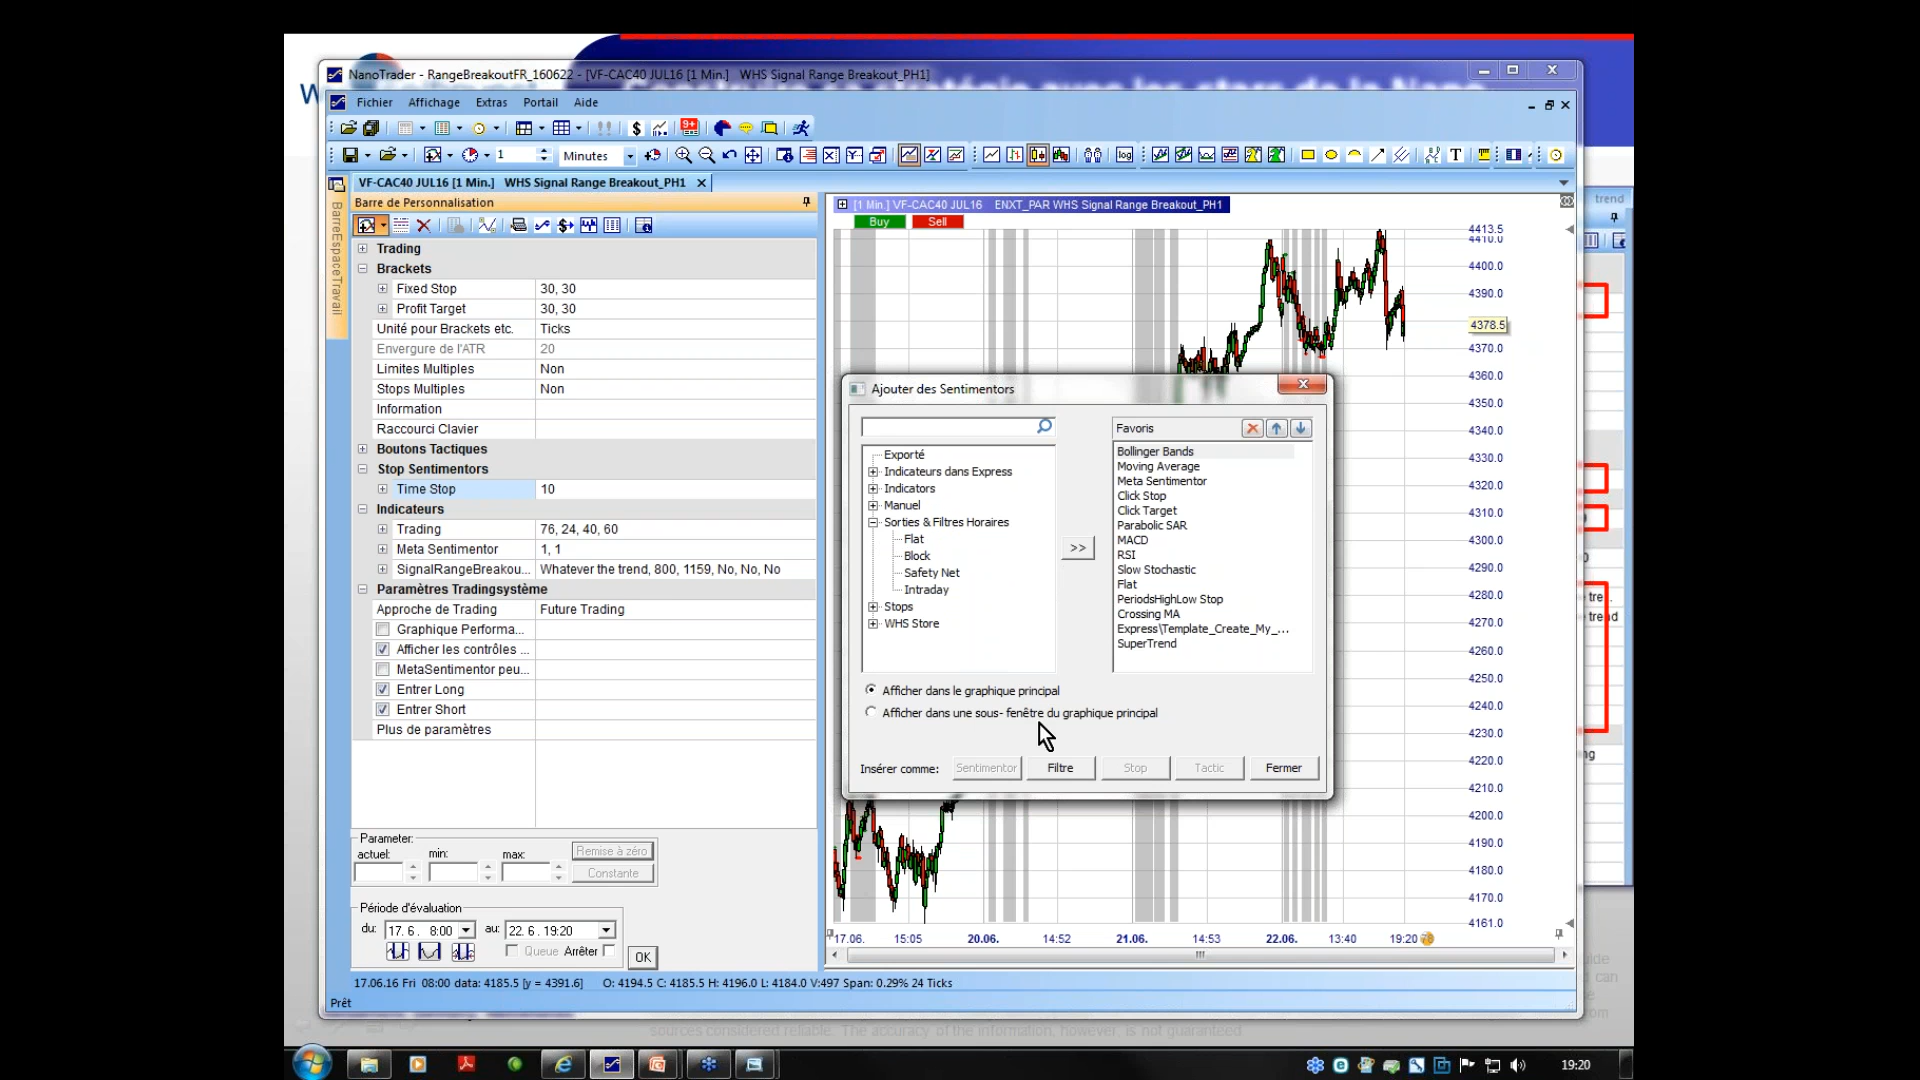 NanoTrader - RangeBreakoutFR_160622 - [VF-CAC40 JUL16 [1 Min.]   WHS Signal Range Breakout_PH1]
Fichier Affichage Extras Portail Aide
1 Minutes
VF-CAC40 JUL16 [1 Min.]   WHS Signal Range Breakout_PH1
BarreEspaceTravail
Barre de Personnalisation
Trading
Brackets
Fixed Stop 30, 30
Profit Target 30, 30
Unité pour Brackets etc. Ticks
Envergure de l'ATR 20
Limites Multiples Non
Stops Multiples Non
Information
Raccourci Clavier
Boutons Tactiques
Stop Sentimentors
Time Stop 10
Indicateurs
Trading 76, 24, 40, 60
Meta Sentimentor 1, 1
SignalRangeBreakou... Whatever the trend, 800, 1159, No, No, No
Paramètres Tradingsystème
Approche de Trading Future Trading
Graphique Performa...
Afficher les contrôles ...
MetaSentimentor peu...
Entrer Long
Entrer Short
Plus de paramètres
Parameter:
actuel: min: max: Remise à zéro
Constante
Période d'évaluation
du: 17. 6 . 8:00 au: 22. 6 . 19:20
Queue Arrêter
OK
[1 Min.] VF-CAC40 JUL16   ENXT_PAR WHS Signal Range Breakout_PH1
Buy Sell
4413.5
4410.0
4400.0
4390.0
4378.5
4370.0
4360.0
4350.0
4340.0
4330.0
4320.0
4310.0
4300.0
4290.0
4280.0
4270.0
4260.0
4250.0
4240.0
4230.0
4220.0
4210.0
4200.0
4190.0
4180.0
4170.0
4161.0
17.06. 15:05 20.06. 14:52 21.06. 14:53 22.06. 13:40 19:20
Ajouter des Sentimentors
Exporté
Indicateurs dans Express
Indicators
Manuel
Sorties & Filtres Horaires
Flat
Block
Safety Net
Intraday
Stops
WHS Store
>>
Favoris
Bollinger Bands
Moving Average
Meta Sentimentor
Click Stop
Click Target
Parabolic SAR
MACD
RSI
Slow Stochastic
Flat
PeriodsHighLow Stop
Crossing MA
Express\Template_Create_My_...
SuperTrend
Afficher dans le graphique principal
Afficher dans une sous- fenêtre du graphique principal
Insérer comme: Sentimentor Filtre Stop Tactic Fermer
17.06.16 Fri 08:00 data: 4185.5 [y = 4391.6]   O: 4194.5 C: 4185.5 H: 4196.0 L: 4184.0 V:497 Span: 0.29% 24 Ticks
Prêt
trend
trend
sources considered reliable. The accuracy of the information, however, is not guaranteed
19:20